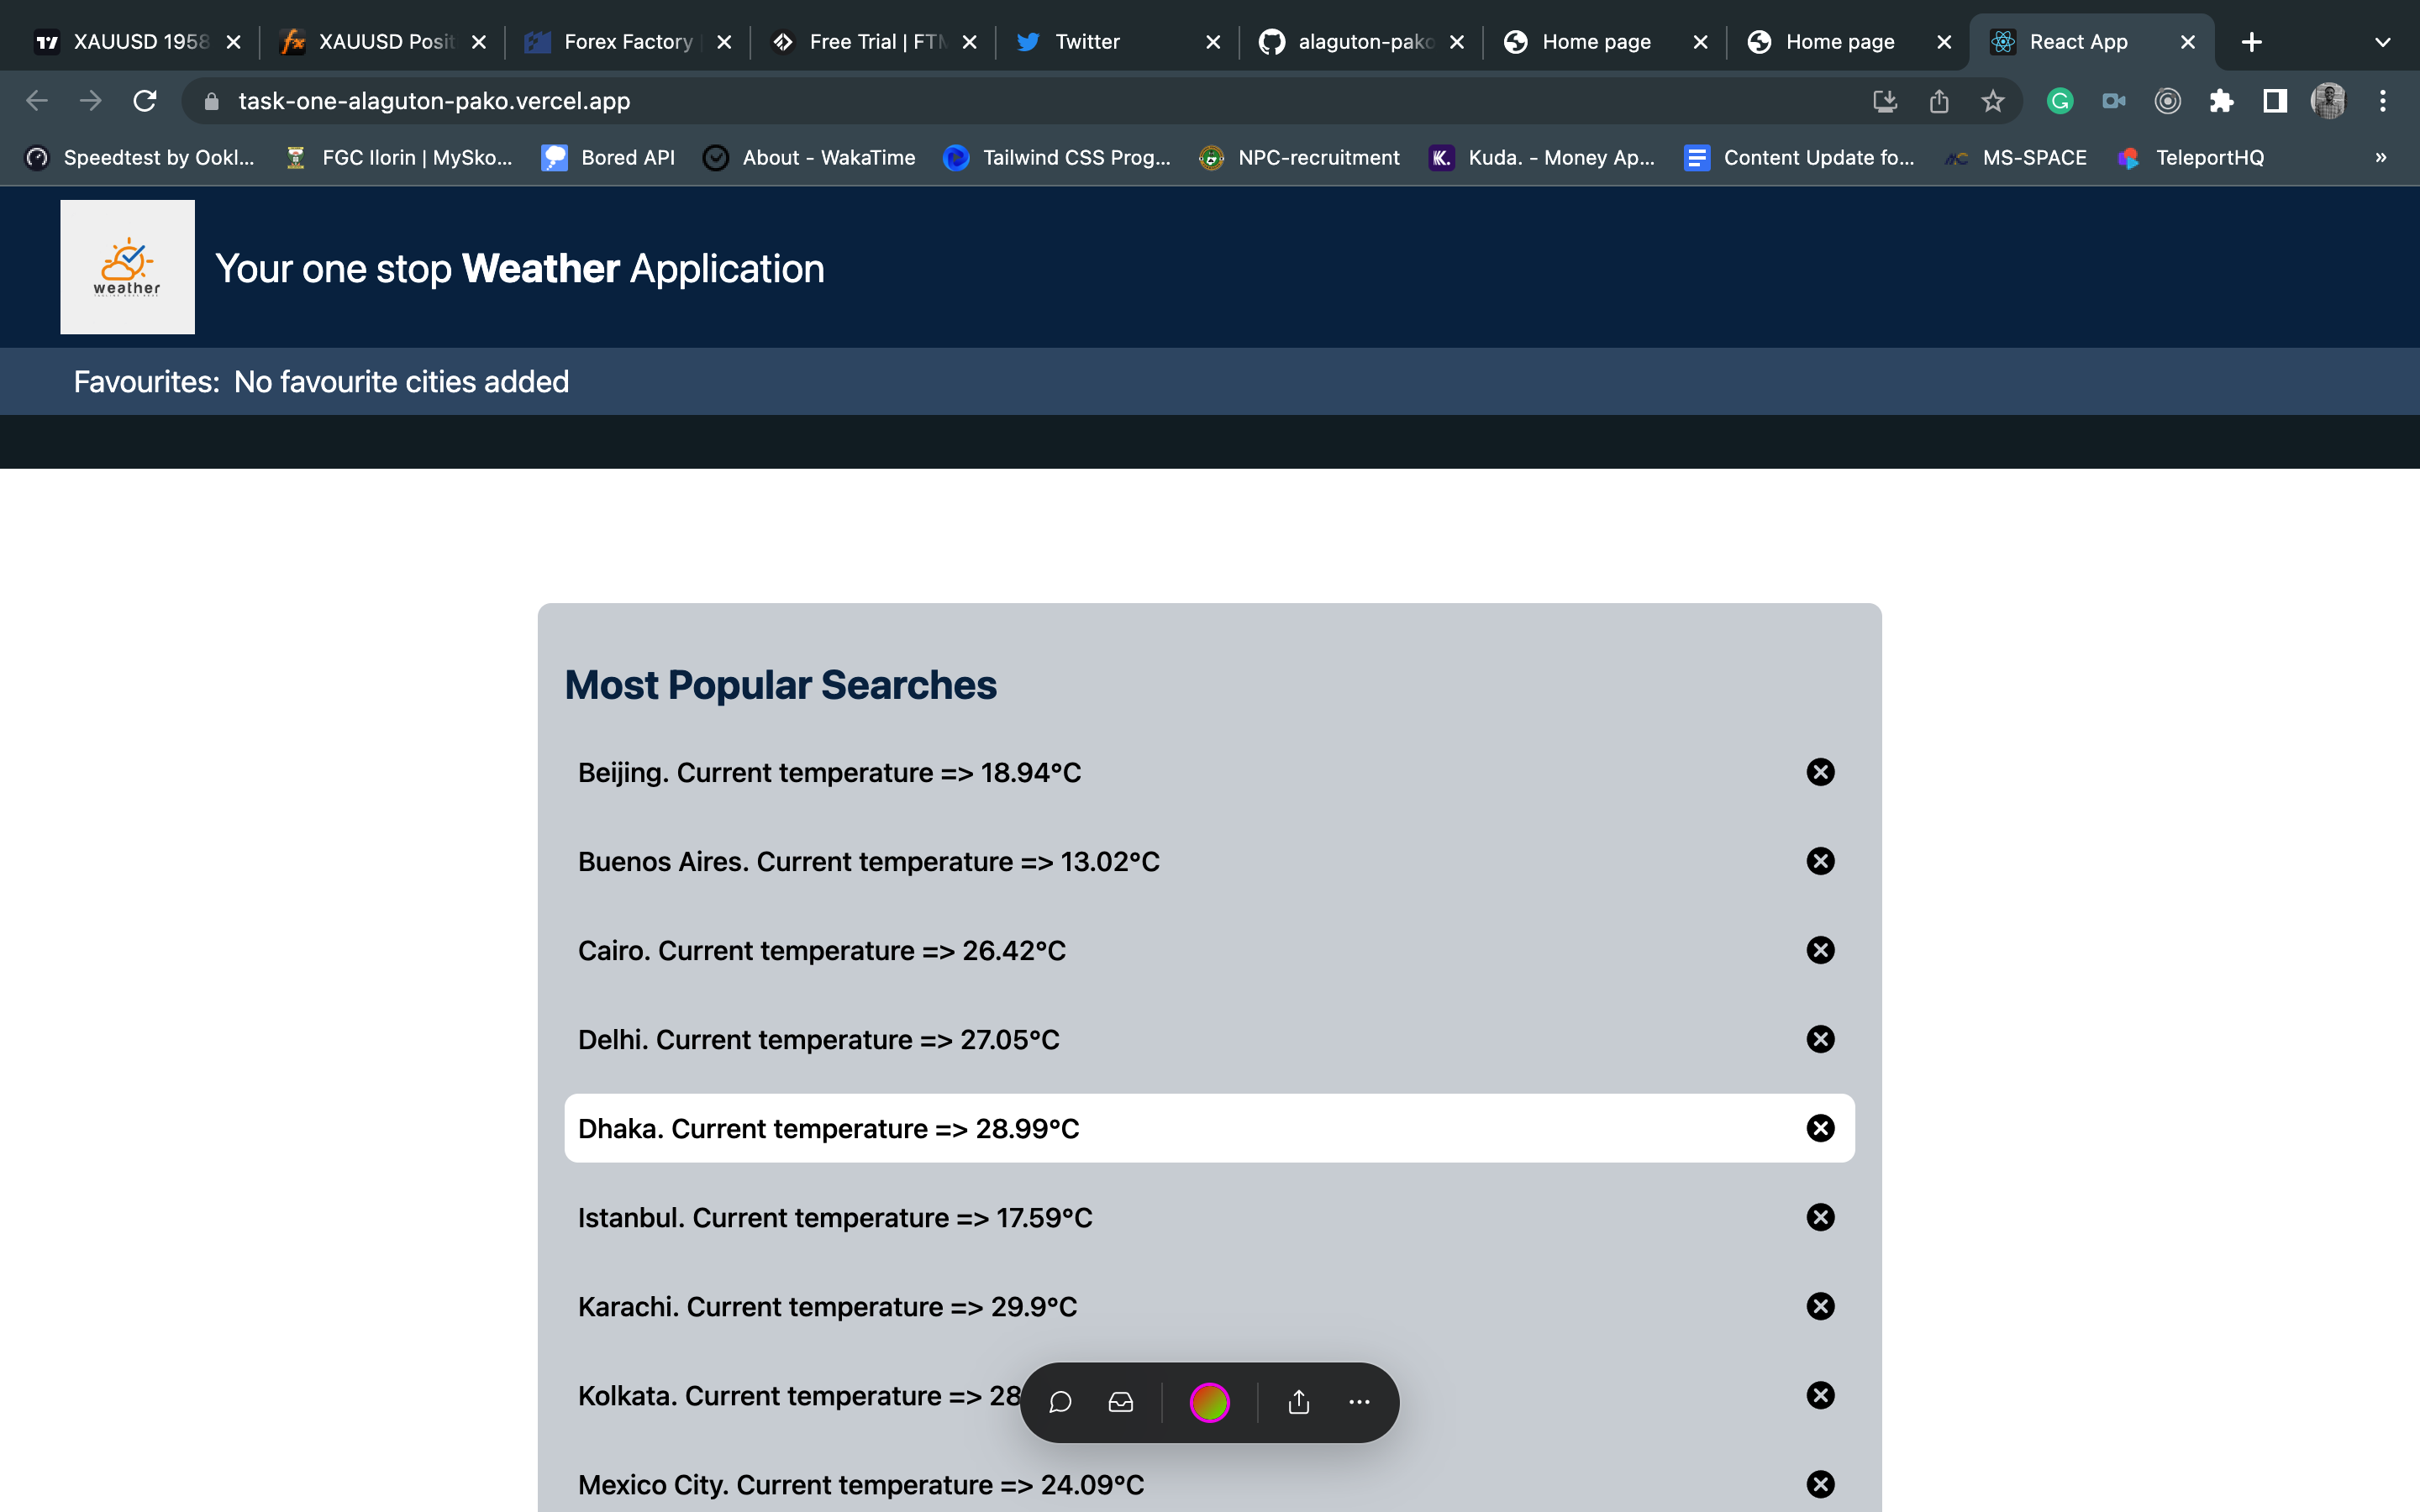 XAUUSD 1958
XAUUSD Posit
Forex Factory
Free Trial | FTM
Twitter
alaguton-pako
Home page
Home page
React App
task-one-alaguton-pako.vercel.app
Speedtest by Ookl...
FGC Ilorin | MySko...
Bored API
About - WakaTime
Tailwind CSS Prog...
NPC-recruitment
Kuda. - Money Ap...
Content Update fo...
MS-SPACE
TeleportHQ
weather
Your one stop Weather Application
Favourites: No favourite cities added
Most Popular Searches
Beijing. Current temperature => 18.94°C
Buenos Aires. Current temperature => 13.02°C
Cairo. Current temperature => 26.42°C
Delhi. Current temperature => 27.05°C
Dhaka. Current temperature => 28.99°C
Istanbul. Current temperature => 17.59°C
Karachi. Current temperature => 29.9°C
Kolkata. Current temperature => 28
Mexico City. Current temperature => 24.09°C